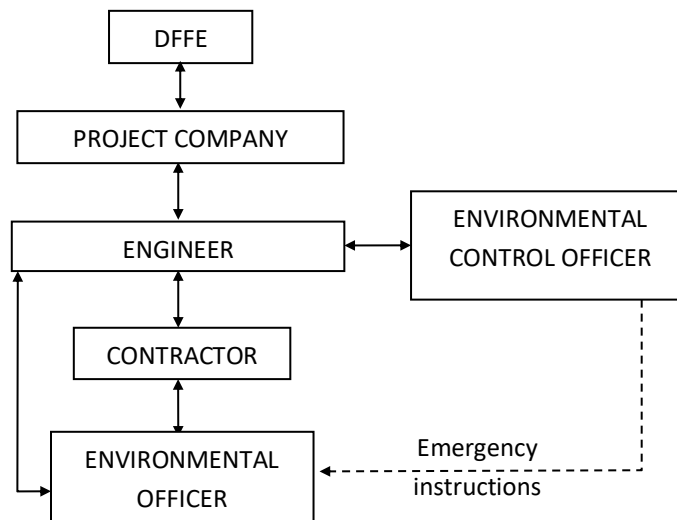 DFFE
PROJECT COMPANY
ENGINEER
ENVIRONMENTAL
CONTROL OFFICER
CONTRACTOR
ENVIRONMENTAL
OFFICER
Emergency
instructions